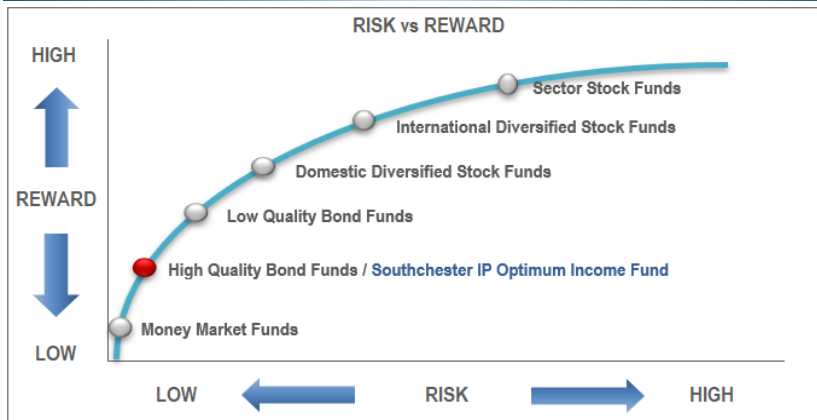 RISK vs REWARD
HIGH
Sector Stock Funds
International Diversified Stock Funds
Domestic Diversified Stock Funds
REWARD
Low Quality Bond Funds
High Quality Bond Funds / Southchester IP Optimum Income Fund
Money Market Funds
LOW
LOW RISK HIGH